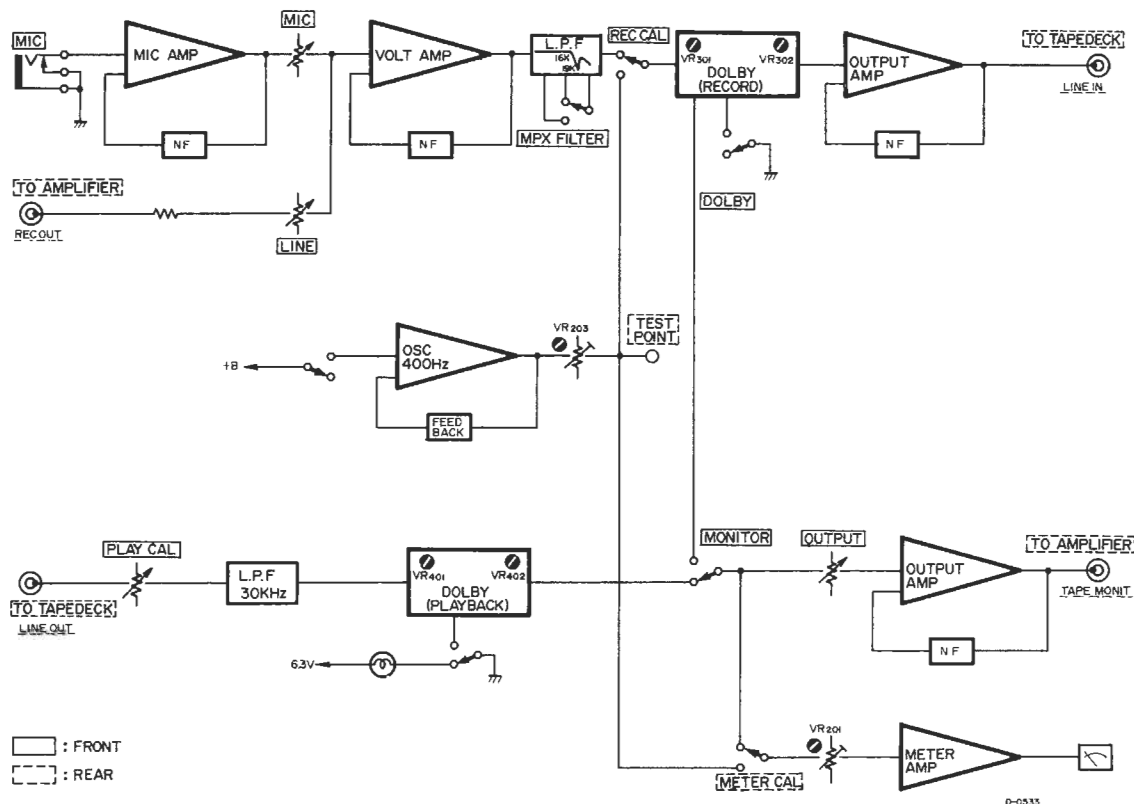 MIC
MIC AMP
NF
MIC
VOLT AMP
NF
L.P.F
16K
19K
MPX FILTER
REC CAL
VR301
VR302
DOLBY
(RECORD)
OUTPUT
AMP
NF
TO TAPEDECK
LINE IN
TO AMPLIFIER
REC OUT
LINE
DOLBY
+B
OSC
400Hz
FEED
BACK
VR203
TEST
POINT
PLAY CAL
TO TAPEDECK
LINE OUT
L.P.F
30KHz
VR401
VR402
DOLBY
(PLAYBACK)
6.3V
MONITOR
OUTPUT
OUTPUT
AMP
NF
TO AMPLIFIER
TAPE MONIT
METER CAL
VR201
METER
AMP
: FRONT
: REAR
0-0533